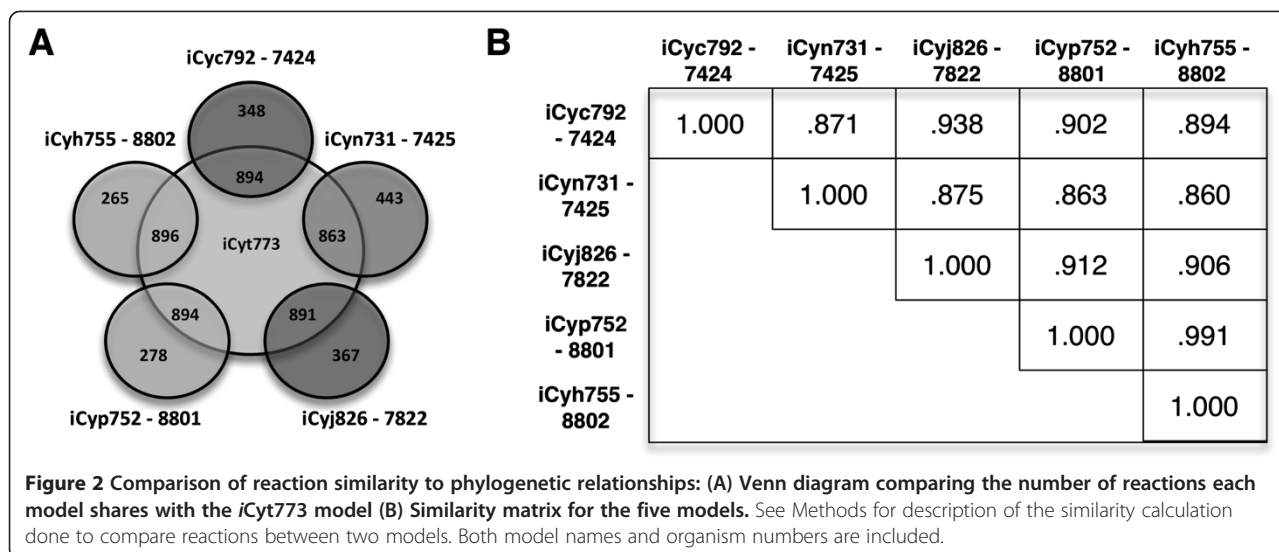 A
iCyc792 - 7424
348
iCyh755 - 8802
iCyn731 - 7425
894
265
443
896
iCyt773
863
894
891
278
367
iCyp752 - 8801
iCyj826 - 7822
B
iCyc792 - 7424 iCyn731 - 7425 iCyj826 - 7822 iCyp752 - 8801 iCyh755 - 8802
iCyc792 - 7424 1.000 .871 .938 .902 .894
iCyn731 - 7425 1.000 .875 .863 .860
iCyj826 - 7822 1.000 .912 .906
iCyp752 - 8801 1.000 .991
iCyh755 - 8802 1.000
Figure 2 Comparison of reaction similarity to phylogenetic relationships: (A) Venn diagram comparing the number of reactions each
model shares with the iCyt773 model (B) Similarity matrix for the five models. See Methods for description of the similarity calculation
done to compare reactions between two models. Both model names and organism numbers are included.